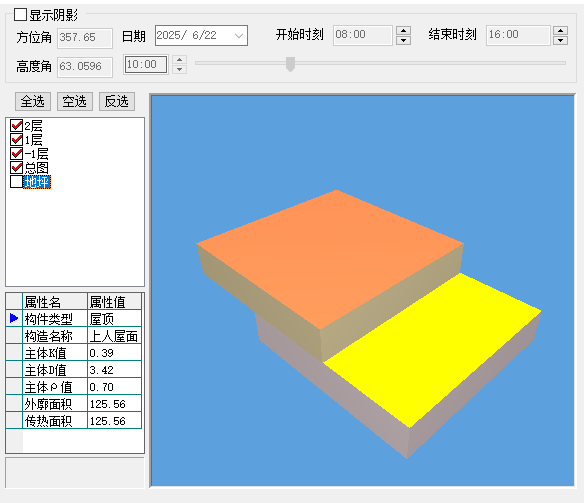 显示阴影
方位角 357.65 日期 2025/ 6/22 开始时刻 08:00 结束时刻 16:00
高度角 63.0596 10:00
全选 空选 反选
2层
1层
-1层
总图
地坪
属性名 属性值
构件类型 屋顶
构造名称 上人屋面
主体K值 0.39
主体D值 3.42
主体ρ值 0.70
外廓面积 125.56
传热面积 125.56